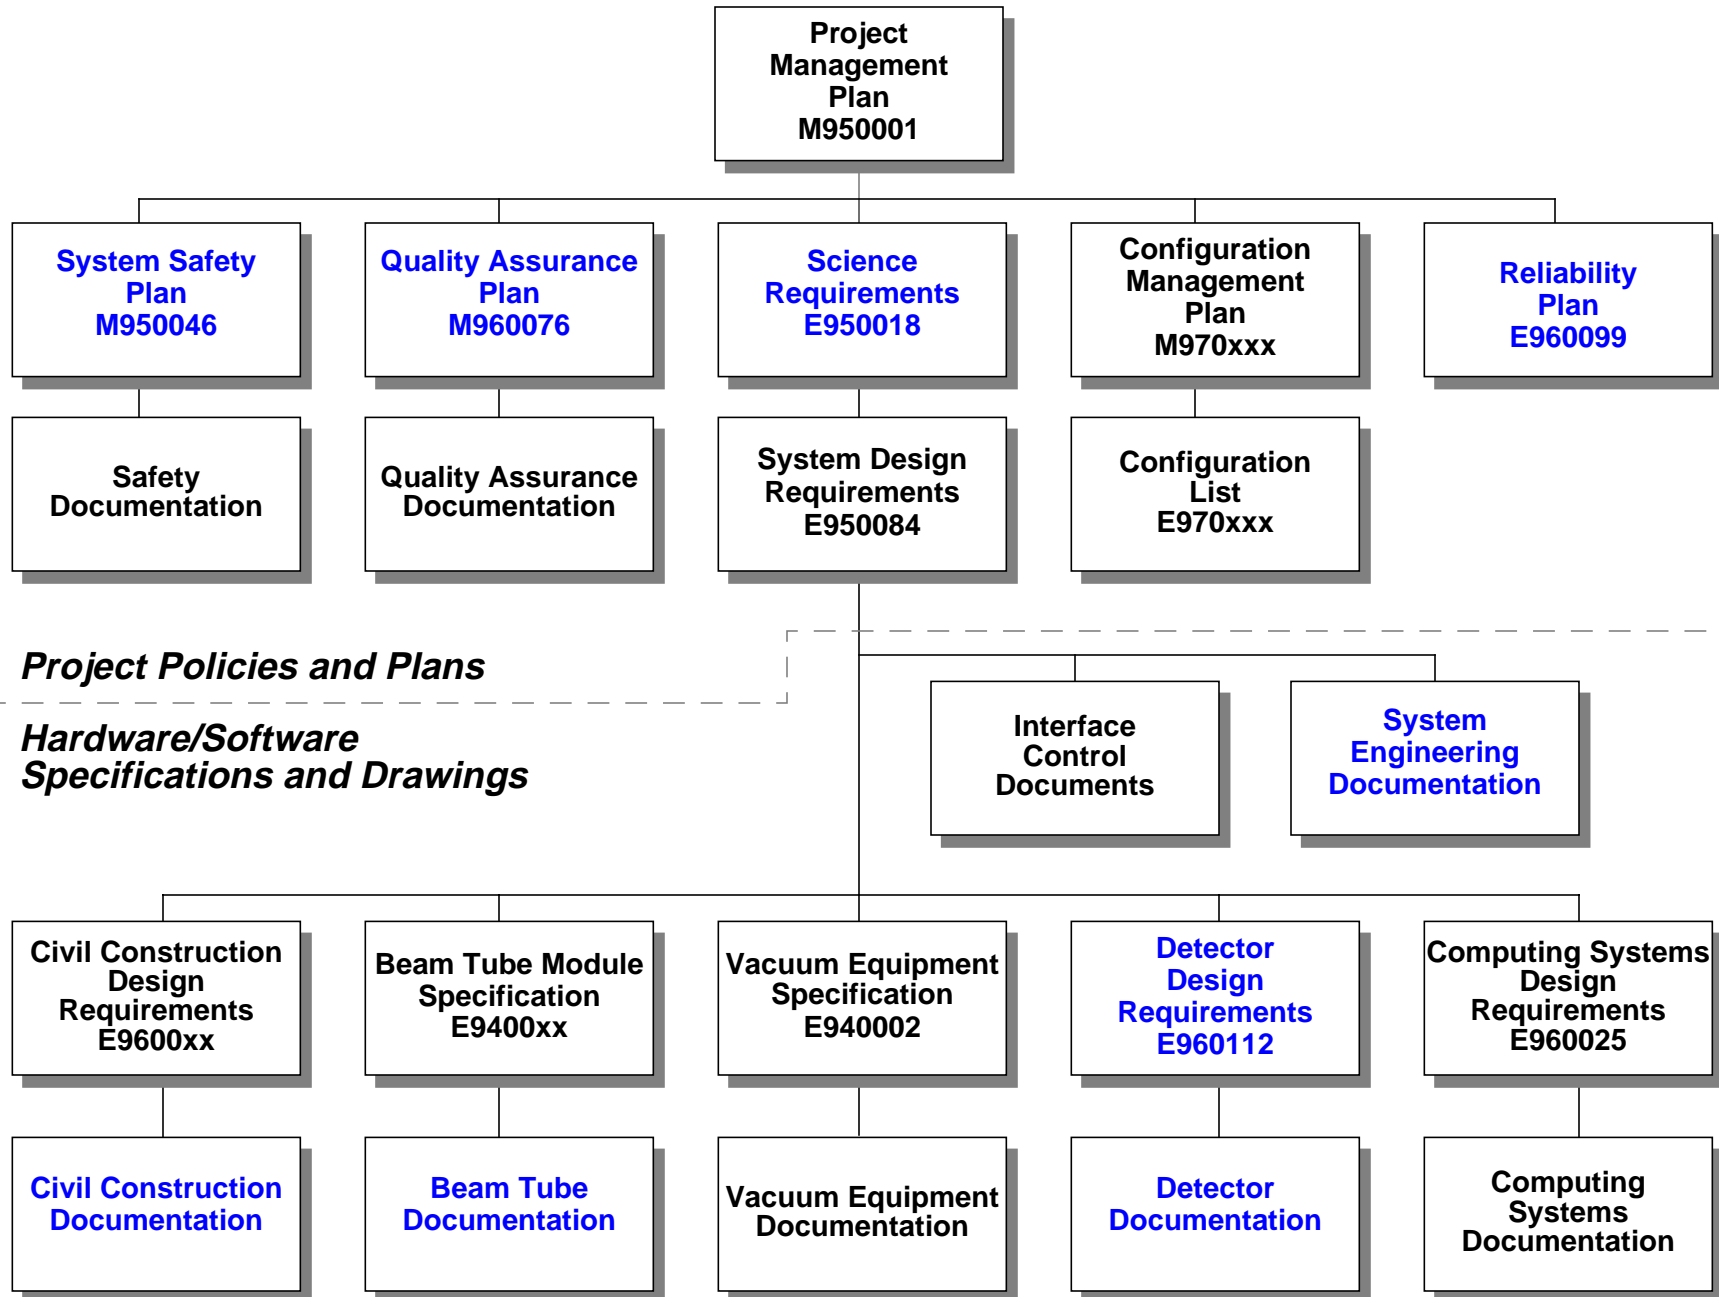 Project
Management
Plan
M950001
System Safety
Plan
M950046
Quality Assurance
Plan
M960076
Science
Requirements
E950018
Configuration
Management
Plan
M970xxx
Reliability
Plan
E960099
Safety
Documentation
Quality Assurance
Documentation
System Design
Requirements
E950084
Configuration
List
E970xxx
Project Policies and Plans
Hardware/Software
Specifications and Drawings
Interface
Control
Documents
System
Engineering
Documentation
Civil Construction
Design
Requirements
E9600xx
Beam Tube Module
Specification
E9400xx
Vacuum Equipment
Specification
E940002
Detector
Design
Requirements
E960112
Computing Systems
Design
Requirements
E960025
Civil Construction
Documentation
Beam Tube
Documentation
Vacuum Equipment
Documentation
Detector
Documentation
Computing
Systems
Documentation